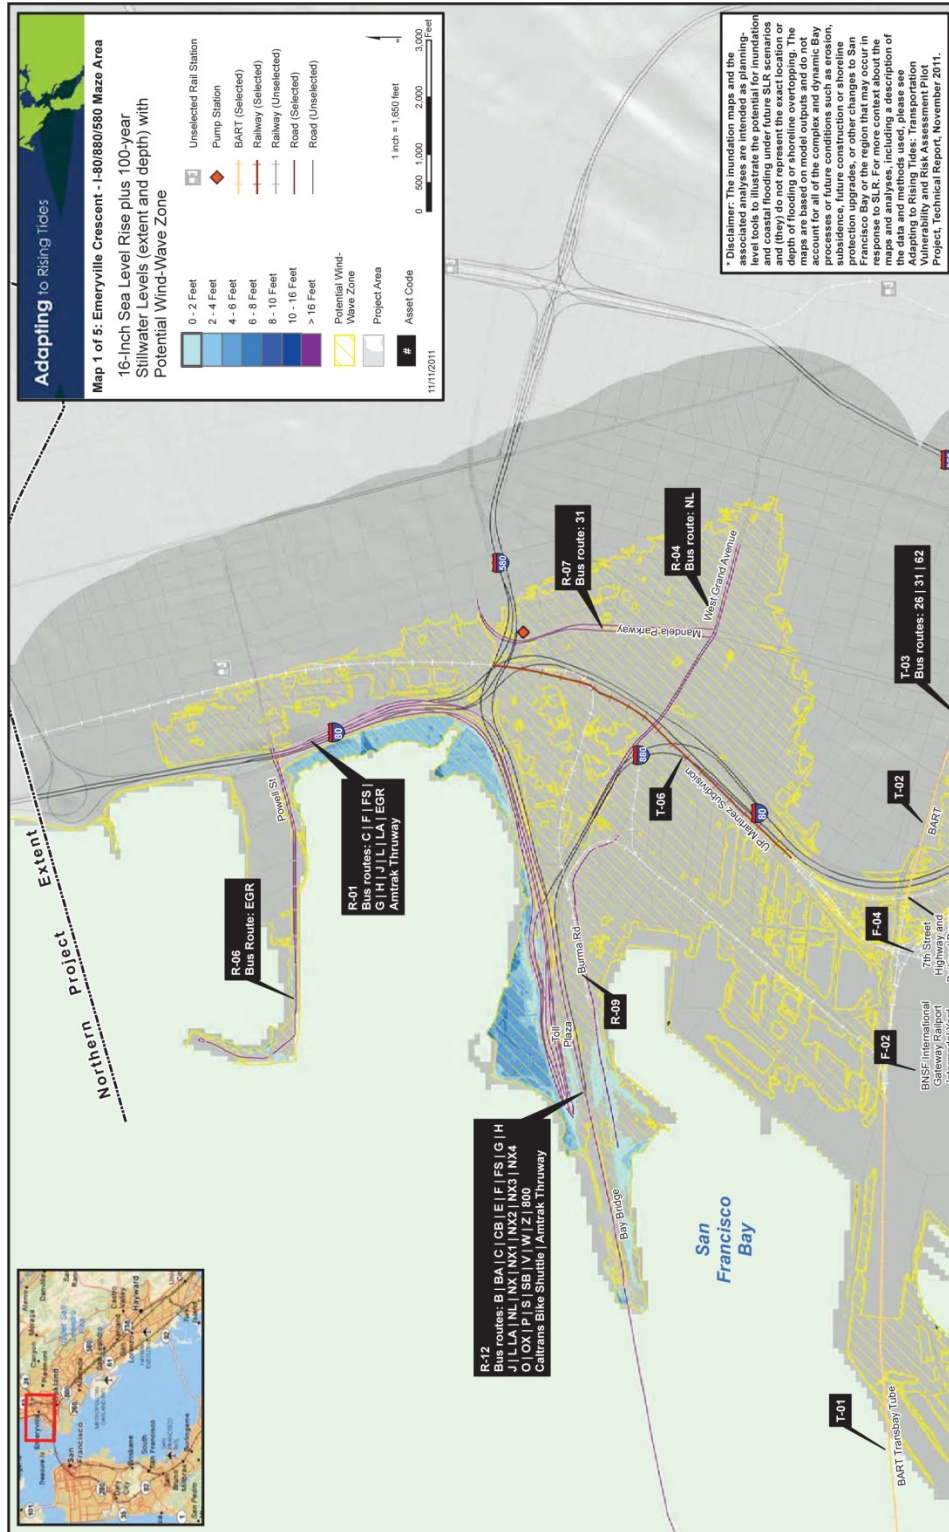 Adapting to Rising Tides
Map 1 of 5: Emeryville Crescent - I-80/880/580 Maze Area
16-Inch Sea Level Rise plus 100-year
Stillwater Levels (extent and depth) with
Potential Wind-Wave Zone
0 - 2 Feet
2 - 4 Feet
4 - 6 Feet
6 - 8 Feet
8 - 10 Feet
10 - 16 Feet
> 16 Feet
Potential Wind-
Wave Zone
Project Area
#
Asset Code
11/11/2011
Unselected Rail Station
Pump Station
BART (Selected)
Railway (Selected)
Railway (Unselected)
Road (Selected)
Road (Unselected)
1 inch = 1,650 feet
0 500 1,000 2,000 3,000
Feet
* Disclaimer: The inundation maps and the
associated analyses are intended as planning-
level tools to illustrate the potential for inundation
and coastal flooding under future SLR scenarios
and (they) do not represent the exact location or
depth of flooding or shoreline overtopping. The
maps are based on model outputs and do not
account for all of the complex and dynamic Bay
processes or future conditions such as erosion,
subsidence, future construction or shoreline
protection upgrades, or other changes to San
Francisco Bay or the region that may occur in
response to SLR. For more context about the
maps and analyses, including a description of
the data and methods used, please see
Adapting to Rising Tides: Transportation
Vulnerability and Risk Assessment Pilot
Project, Technical Report, November 2011.
Northern Project Extent
R-06
Bus Route: EGR
Powell St
80
R-01
Bus routes: C | F | FS |
G | H | J | L | LA | EGR
Amtrak Thruway
580
R-07
Bus route: 31
Mandela Parkway
R-04
Bus route: NL
West Grand Avenue
880
T-06
UP Martinez Subdivision
80
R-12
Bus routes: B | BA | C | CB | E | F | FS | G | H
J | L | LA | NL | NX | NX1 | NX2 | NX3 | NX4
O | OX | P | S | SB | V | W | Z | 800
Caltrans Bike Shuttle | Amtrak Thruway
Toll
Plaza
Burma Rd
R-09
Bay Bridge
San
Francisco
Bay
T-03
Bus routes: 26 | 31 | 62
T-02
BART
F-04
7th Street
Highway and
F-02
BNSF International
Gateway Railport
T-01
BART Transbay Tube
Emeryville
Oakland
San
Francisco
Daly
City
Brisbane
South
San Francisco
Hayward
Castro
Valley
San Pedro